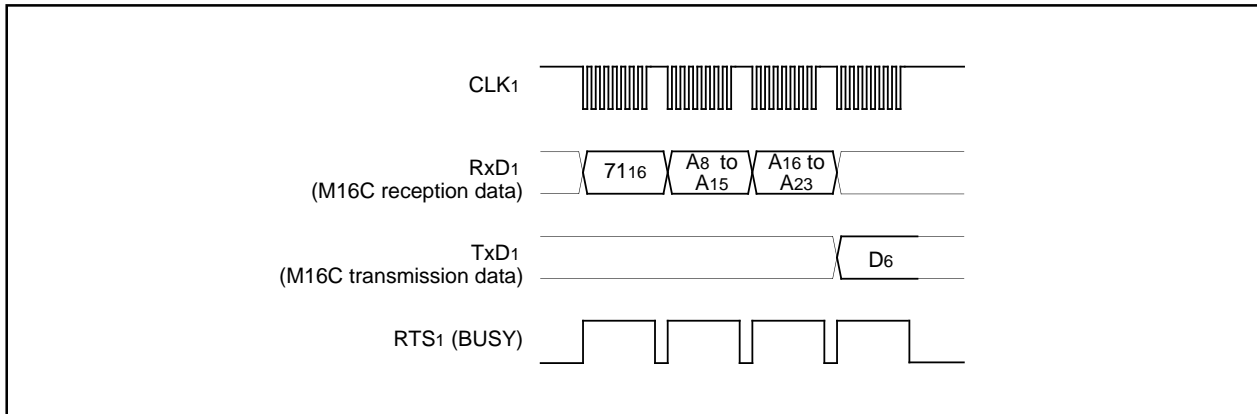 CLK1
RxD1
(M16C reception data)
7116
A8 to
A15
A16 to
A23
TxD1
(M16C transmission data)
D6
RTS1 (BUSY)